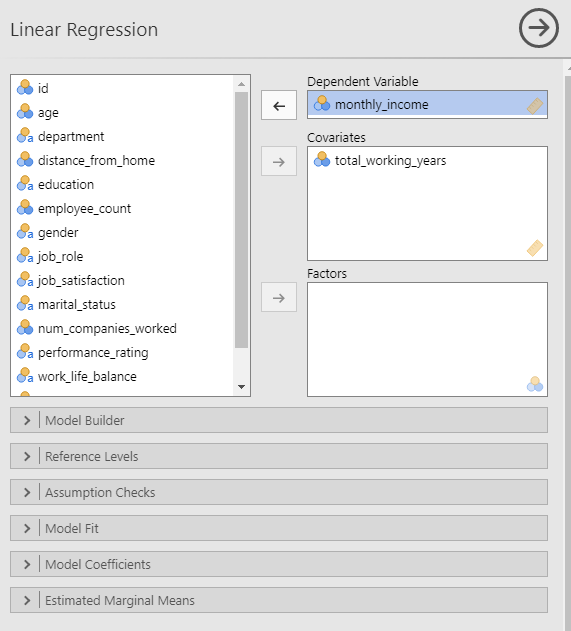 Linear Regression
id
age
department
distance_from_home
education
employee_count
gender
job_role
job_satisfaction
marital_status
num_companies_worked
performance_rating
work_life_balance
Dependent Variable
monthly_income
Covariates
total_working_years
Factors
Model Builder
Reference Levels
Assumption Checks
Model Fit
Model Coefficients
Estimated Marginal Means